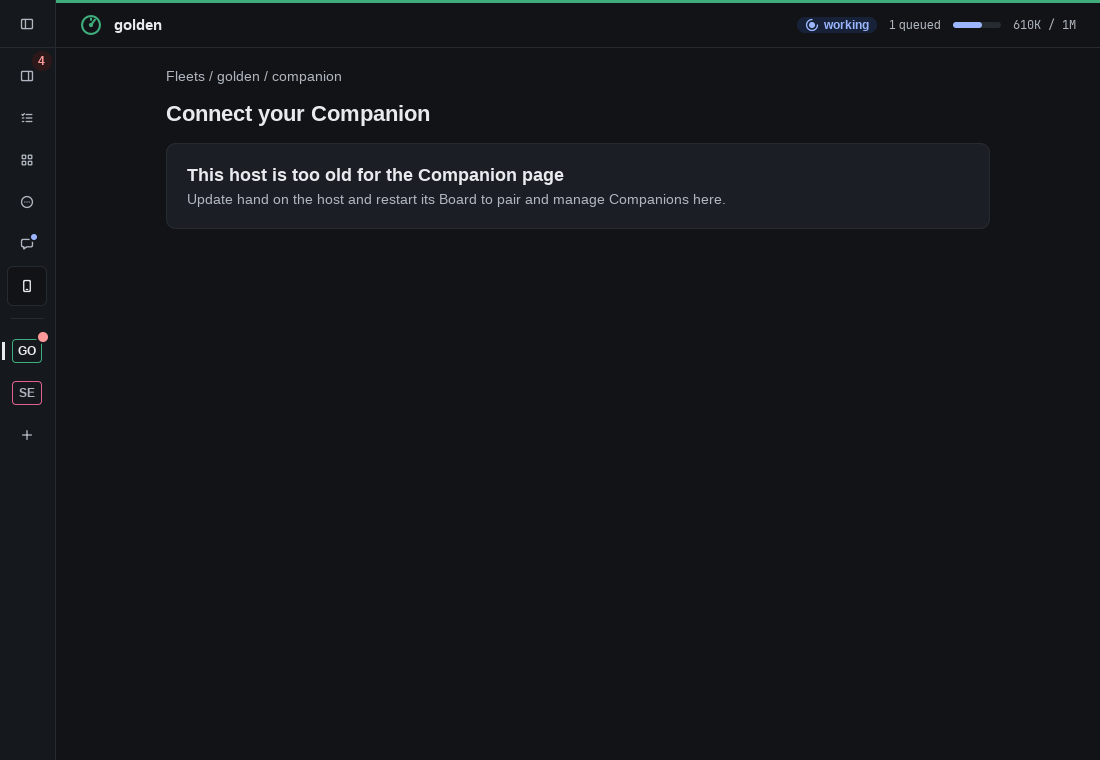 golden
working
1 queued
610K / 1M
4
Fleets / golden / companion
Connect your Companion
This host is too old for the Companion page
Update hand on the host and restart its Board to pair and manage Companions here.
GO
SE